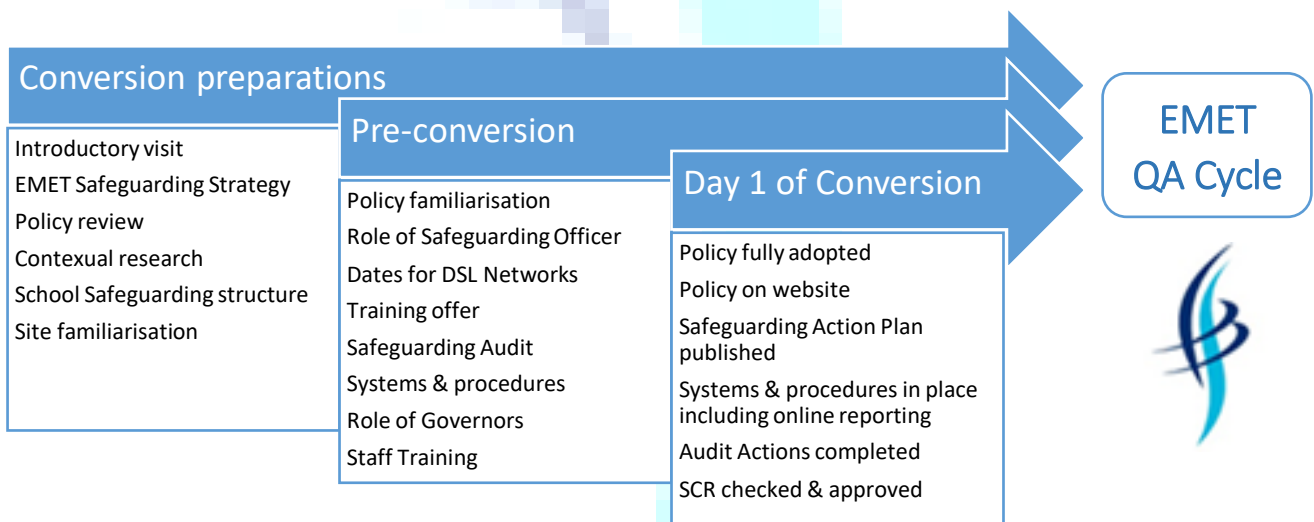 Conversion preparations
Introductory visit
EMET Safeguarding Strategy
Policy review
Contexual research
School Safeguarding structure
Site familiarisation
Pre-conversion
Policy familiarisation
Role of Safeguarding Officer
Dates for DSL Networks
Training offer
Safeguarding Audit
Systems & procedures
Role of Governors
Staff Training
Day 1 of Conversion
Policy fully adopted
Policy on website
Safeguarding Action Plan
published
Systems & procedures in place
including online reporting
Audit Actions completed
SCR checked & approved
EMET
QA Cycle